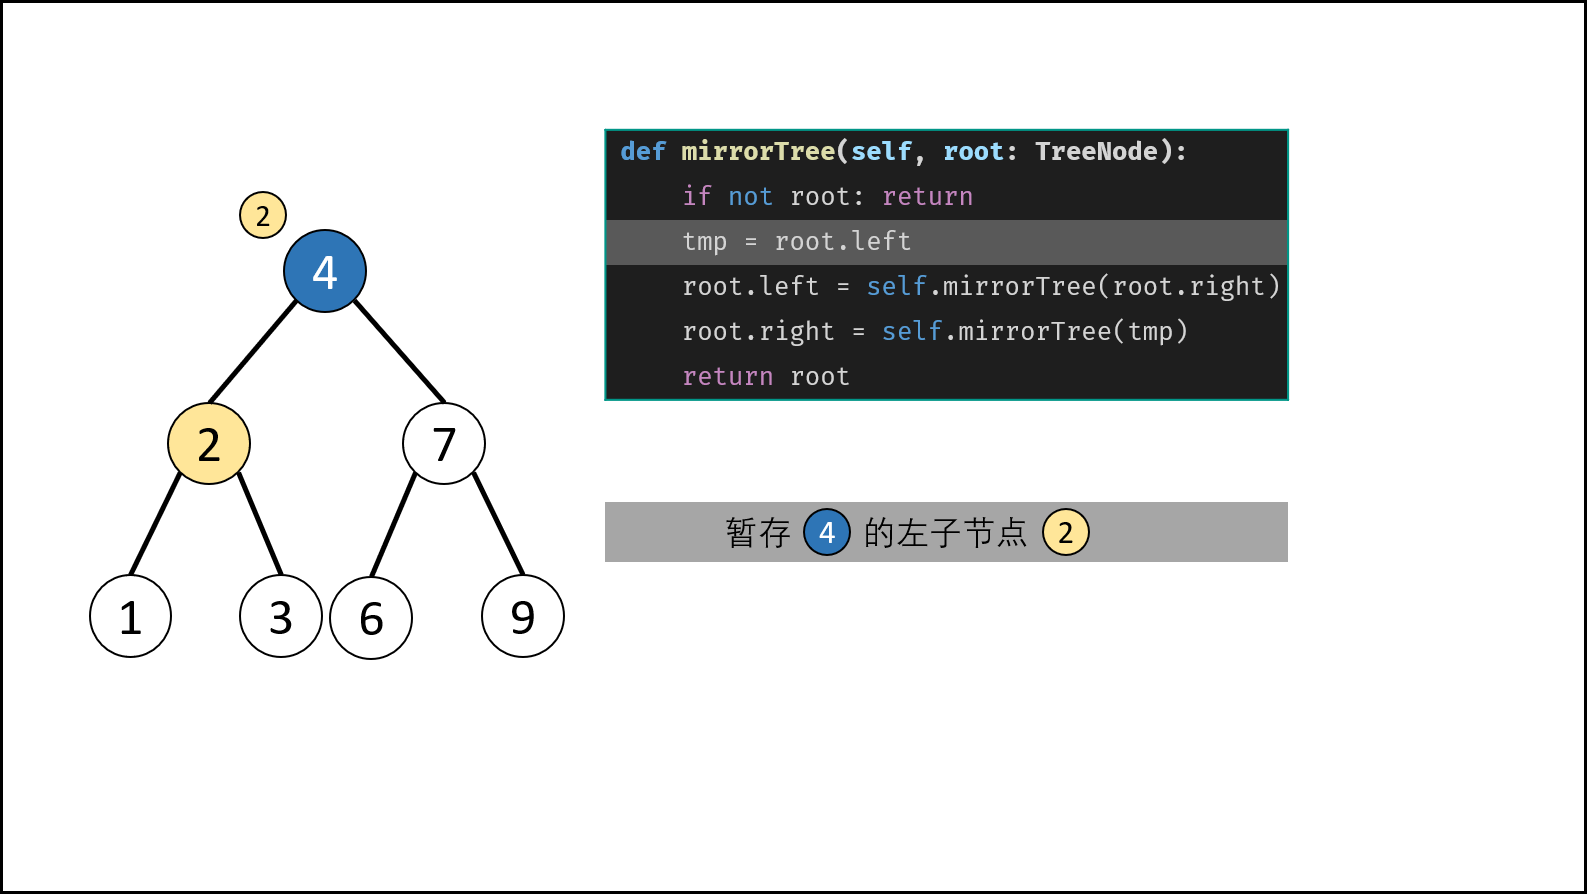 def mirrorTree(self, root: TreeNode):
if not root: return
tmp = root.left
root.left = self.mirrorTree(root.right)
root.right = self.mirrorTree(tmp)
return root
2
4
2 7
1 3 6 9
暂存 4 的左子节点 2